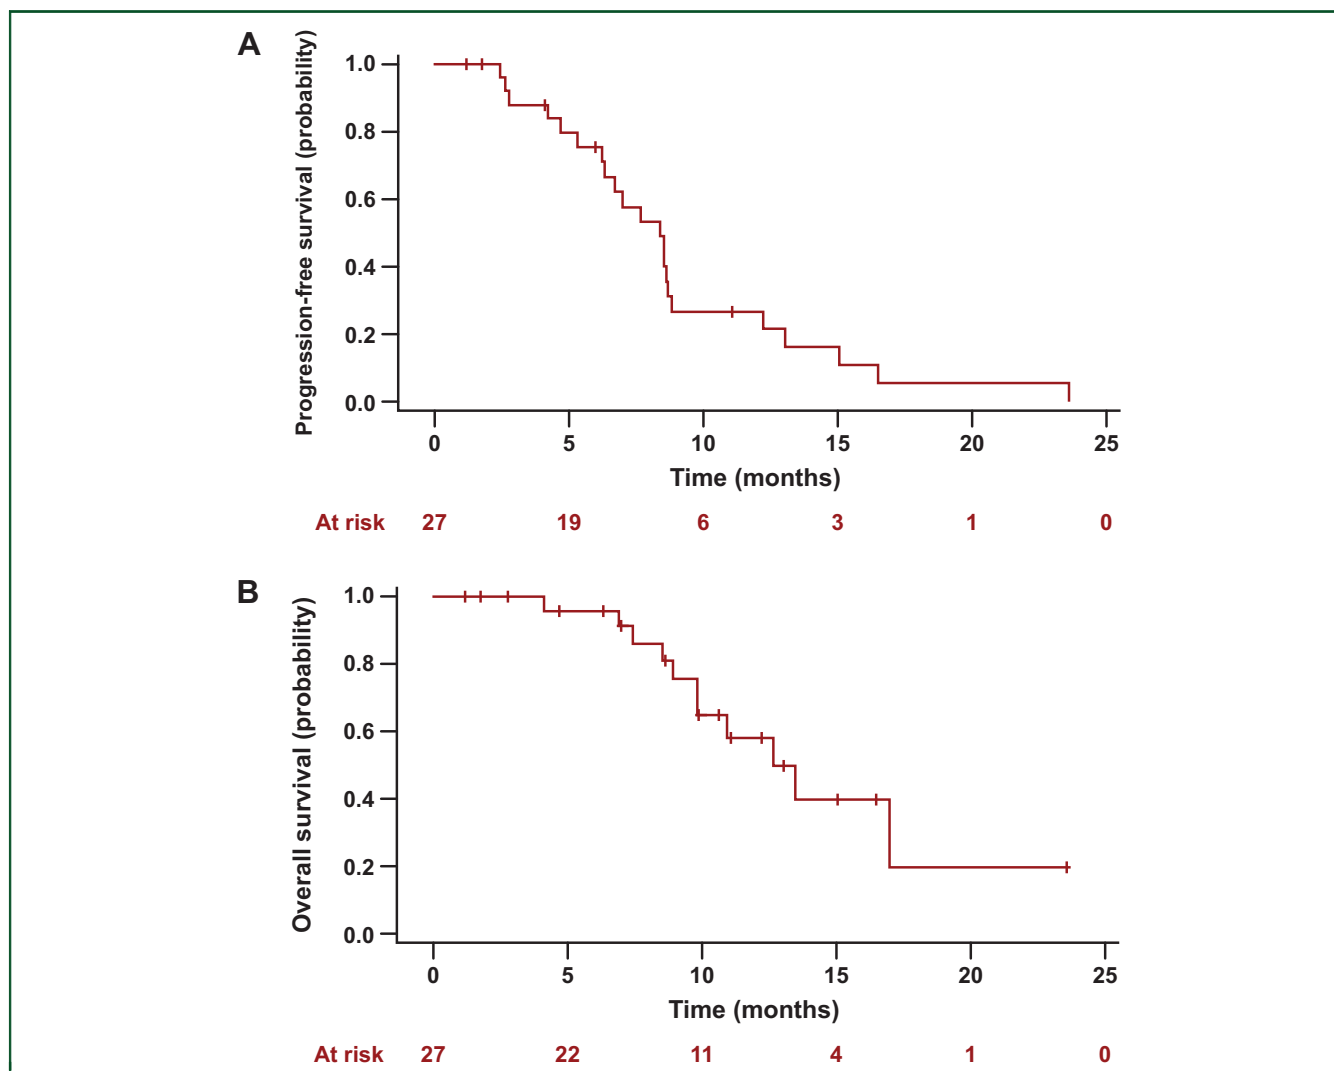 A
Progression-free survival (probability)
1.0
0.8
0.6
0.4
0.2
0.0
0 5 10 15 20 25
Time (months)
At risk 27 19 6 3 1 0
B
Overall survival (probability)
1.0
0.8
0.6
0.4
0.2
0.0
0 5 10 15 20 25
Time (months)
At risk 27 22 11 4 1 0